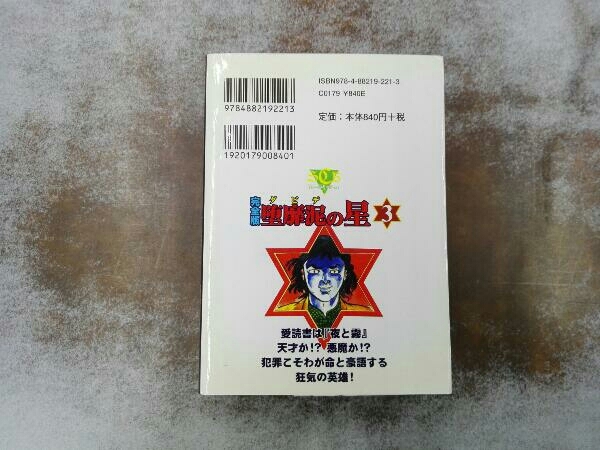 ISBN978-4-88219-221-3
C0179 ¥840E
9784882192213
定価:本体840円+税
1920179008401
SCS
ダビデ
完全版 堕靡泥の星 3
愛読書は『夜と霧』
天才か!? 悪魔か!?
犯罪こそわが命と豪語する
狂気の英雄!